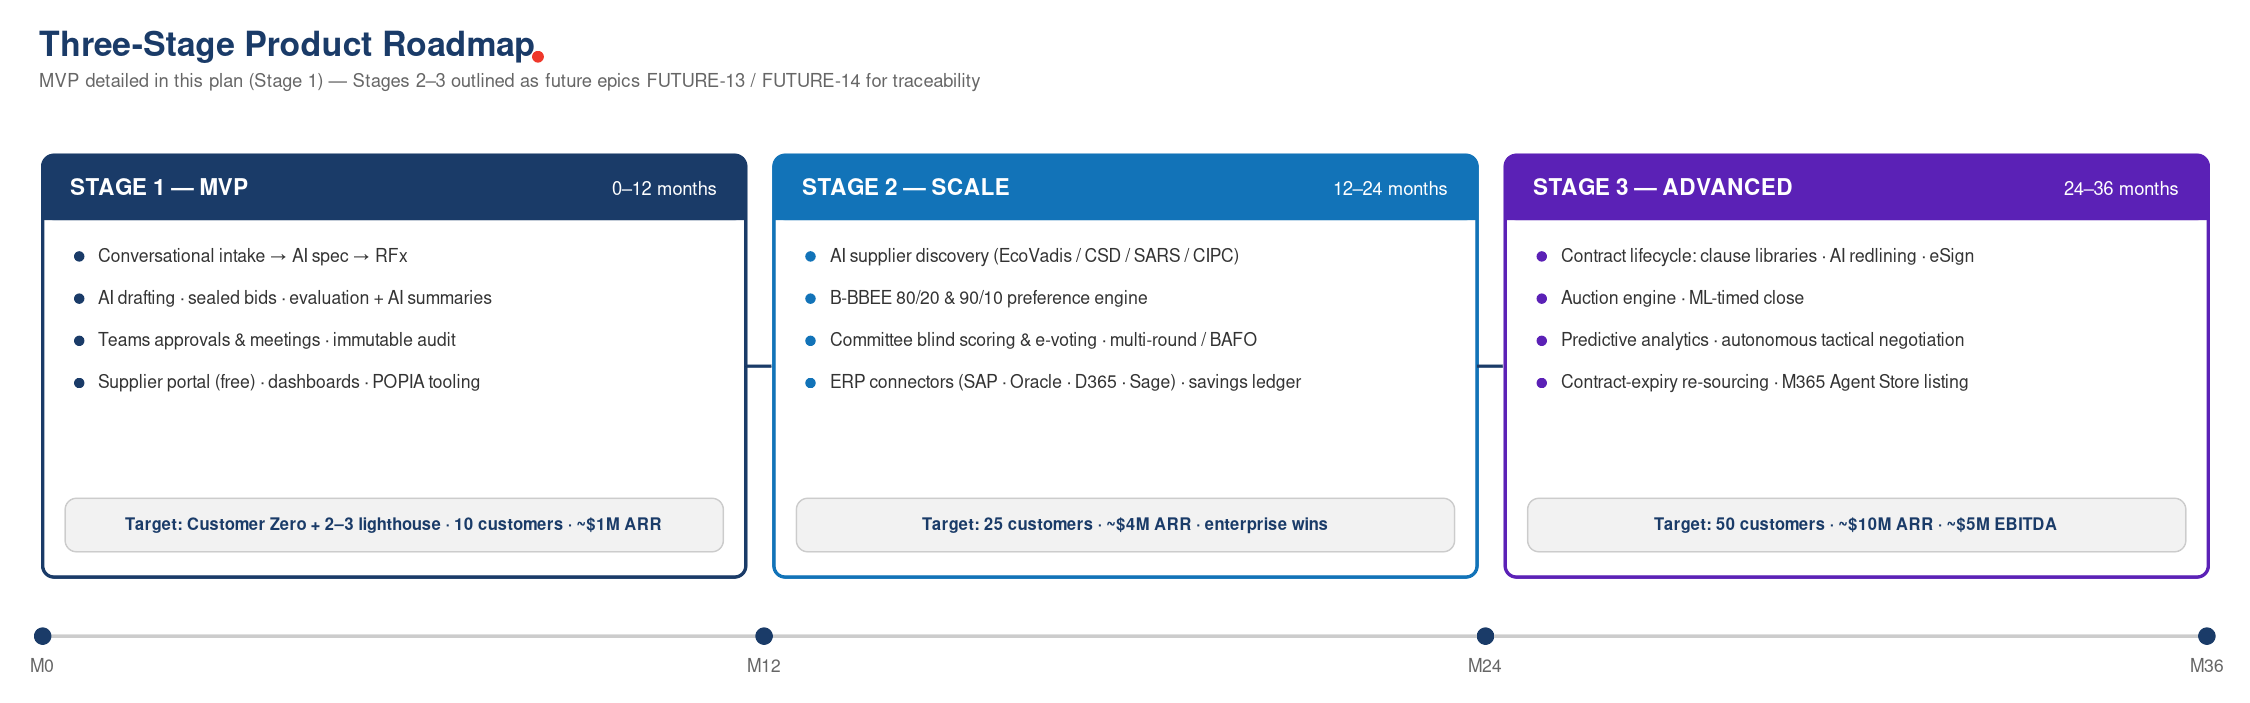 Three-Stage Product Roadmap
MVP detailed in this plan (Stage 1) — Stages 2–3 outlined as future epics FUTURE-13 / FUTURE-14 for traceability
STAGE 1 — MVP
0–12 months
Conversational intake → AI spec → RFx
AI drafting · sealed bids · evaluation + AI summaries
Teams approvals & meetings · immutable audit
Supplier portal (free) · dashboards · POPIA tooling
Target: Customer Zero + 2–3 lighthouse · 10 customers · ~$1M ARR
STAGE 2 — SCALE
12–24 months
AI supplier discovery (EcoVadis / CSD / SARS / CIPC)
B-BBEE 80/20 & 90/10 preference engine
Committee blind scoring & e-voting · multi-round / BAFO
ERP connectors (SAP · Oracle · D365 · Sage) · savings ledger
Target: 25 customers · ~$4M ARR · enterprise wins
STAGE 3 — ADVANCED
24–36 months
Contract lifecycle: clause libraries · AI redlining · eSign
Auction engine · ML-timed close
Predictive analytics · autonomous tactical negotiation
Contract-expiry re-sourcing · M365 Agent Store listing
Target: 50 customers · ~$10M ARR · ~$5M EBITDA
M0
M12
M24
M36